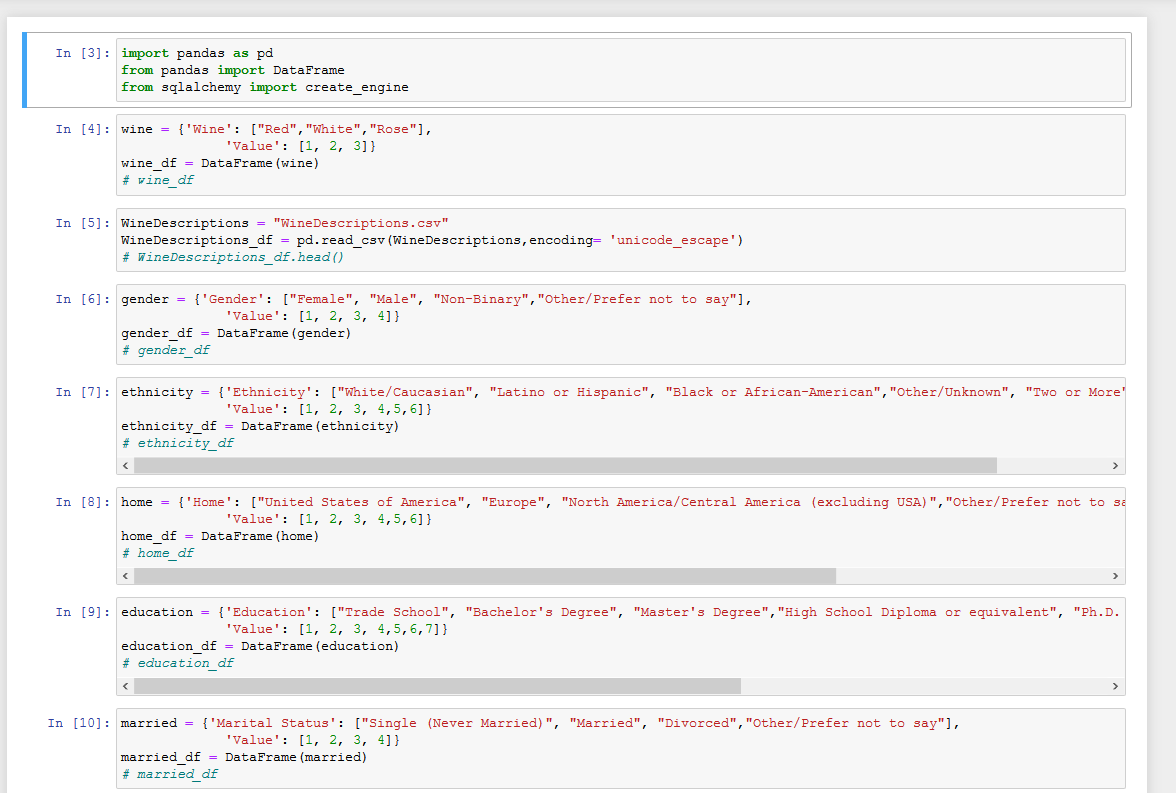 In [3]: import pandas as pd
from pandas import DataFrame
from sqlalchemy import create_engine
In [4]: wine = {'Wine': ["Red","White","Rose"],
'Value': [1, 2, 3]}
wine_df = DataFrame(wine)
# wine_df
In [5]: WineDescriptions = "WineDescriptions.csv"
WineDescriptions_df = pd.read_csv(WineDescriptions,encoding= 'unicode_escape')
# WineDescriptions_df.head()
In [6]: gender = {'Gender': ["Female", "Male", "Non-Binary","Other/Prefer not to say"],
'Value': [1, 2, 3, 4]}
gender_df = DataFrame(gender)
# gender_df
In [7]: ethnicity = {'Ethnicity': ["White/Caucasian", "Latino or Hispanic", "Black or African-American","Other/Unknown", "Two or More"
'Value': [1, 2, 3, 4,5,6]}
ethnicity_df = DataFrame(ethnicity)
# ethnicity_df
In [8]: home = {'Home': ["United States of America", "Europe", "North America/Central America (excluding USA)","Other/Prefer not to sa
'Value': [1, 2, 3, 4,5,6]}
home_df = DataFrame(home)
# home_df
In [9]: education = {'Education': ["Trade School", "Bachelor's Degree", "Master's Degree","High School Diploma or equivalent", "Ph.D.
'Value': [1, 2, 3, 4,5,6,7]}
education_df = DataFrame(education)
# education_df
In [10]: married = {'Marital Status': ["Single (Never Married)", "Married", "Divorced","Other/Prefer not to say"],
'Value': [1, 2, 3, 4]}
married_df = DataFrame(married)
# married_df